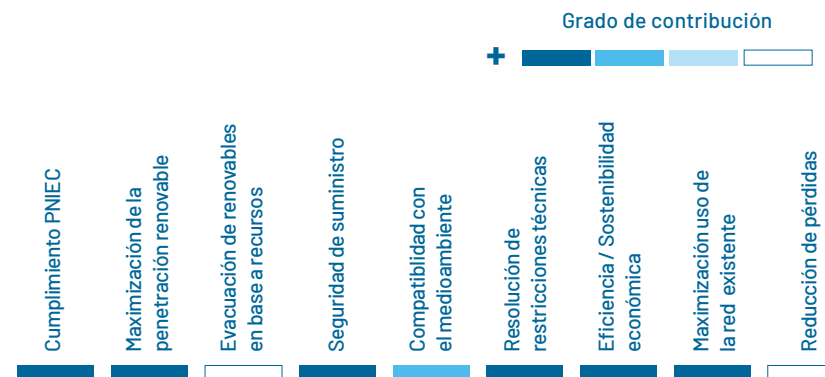 Grado de contribución
+
Cumplimiento PNIEC
Maximización de la
penetración renovable
Evacuación de renovables
en base a recursos
Seguridad de suministro
Compatiblidad con
el medioambiente
Resolución de
restricciones técnicas
Eficiencia / Sostenibilidad
económica
Maximización uso de
la red existente
Reducción de pérdidas